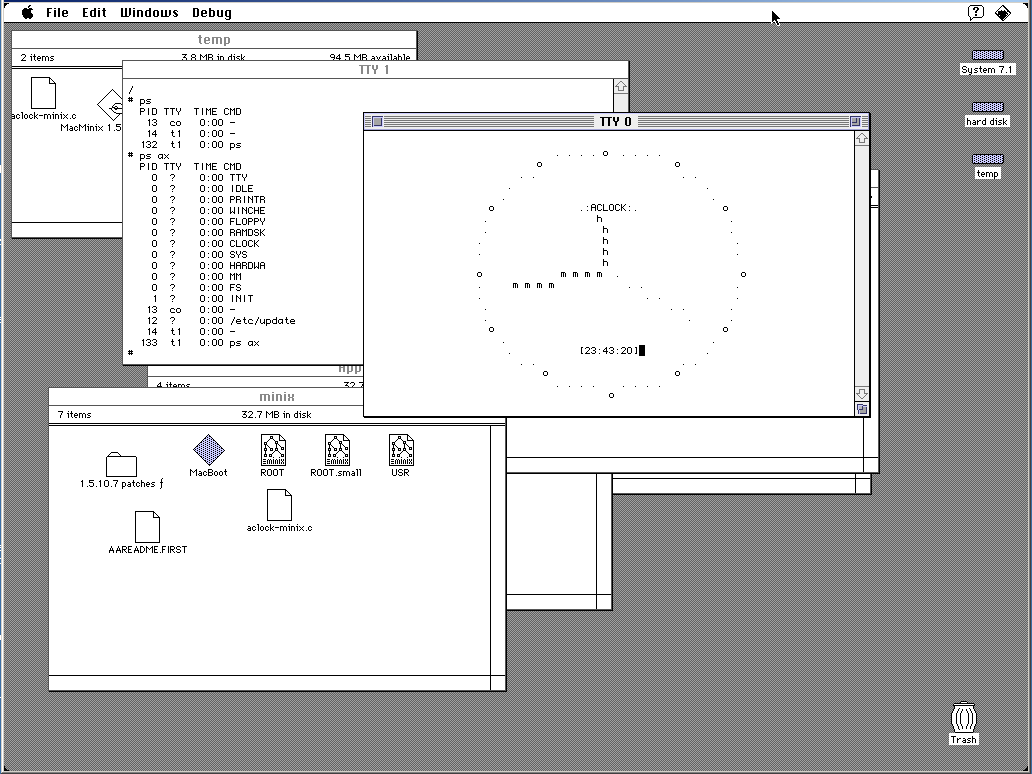 File Edit Windows Debug
temp
2 items 3.8 MB in disk 94.5 MB available
aclock-minix.c
MacMinix 1.5
System 7.1
hard disk
temp
TTY 1
/
# ps
PID TTY TIME CMD
13 co 0:00 -
14 t1 0:00 -
132 t1 0:00 ps
# ps ax
PID TTY TIME CMD
0 ? 0:00 TTY
0 ? 0:00 IDLE
0 ? 0:00 PRINTR
0 ? 0:00 WINCHE
0 ? 0:00 FLOPPY
0 ? 0:00 RAMDSK
0 ? 0:00 CLOCK
0 ? 0:00 SYS
0 ? 0:00 HARDWA
0 ? 0:00 MM
0 ? 0:00 FS
1 ? 0:00 INIT
13 co 0:00 -
12 ? 0:00 /etc/update
14 t1 0:00 -
133 t1 0:00 ps ax
#
TTY 0
.:ACLOCK:.
h
h
h
h
h
m m m m
m m m m
[23:43:20]
4 items 32.7
minix
7 items 32.7 MB in disk
1.5.10.7 patches ƒ
MacBoot
minix
ROOT
minix
ROOT.small
minix
USR
aclock-minix.c
AAREADME.FIRST
Trash